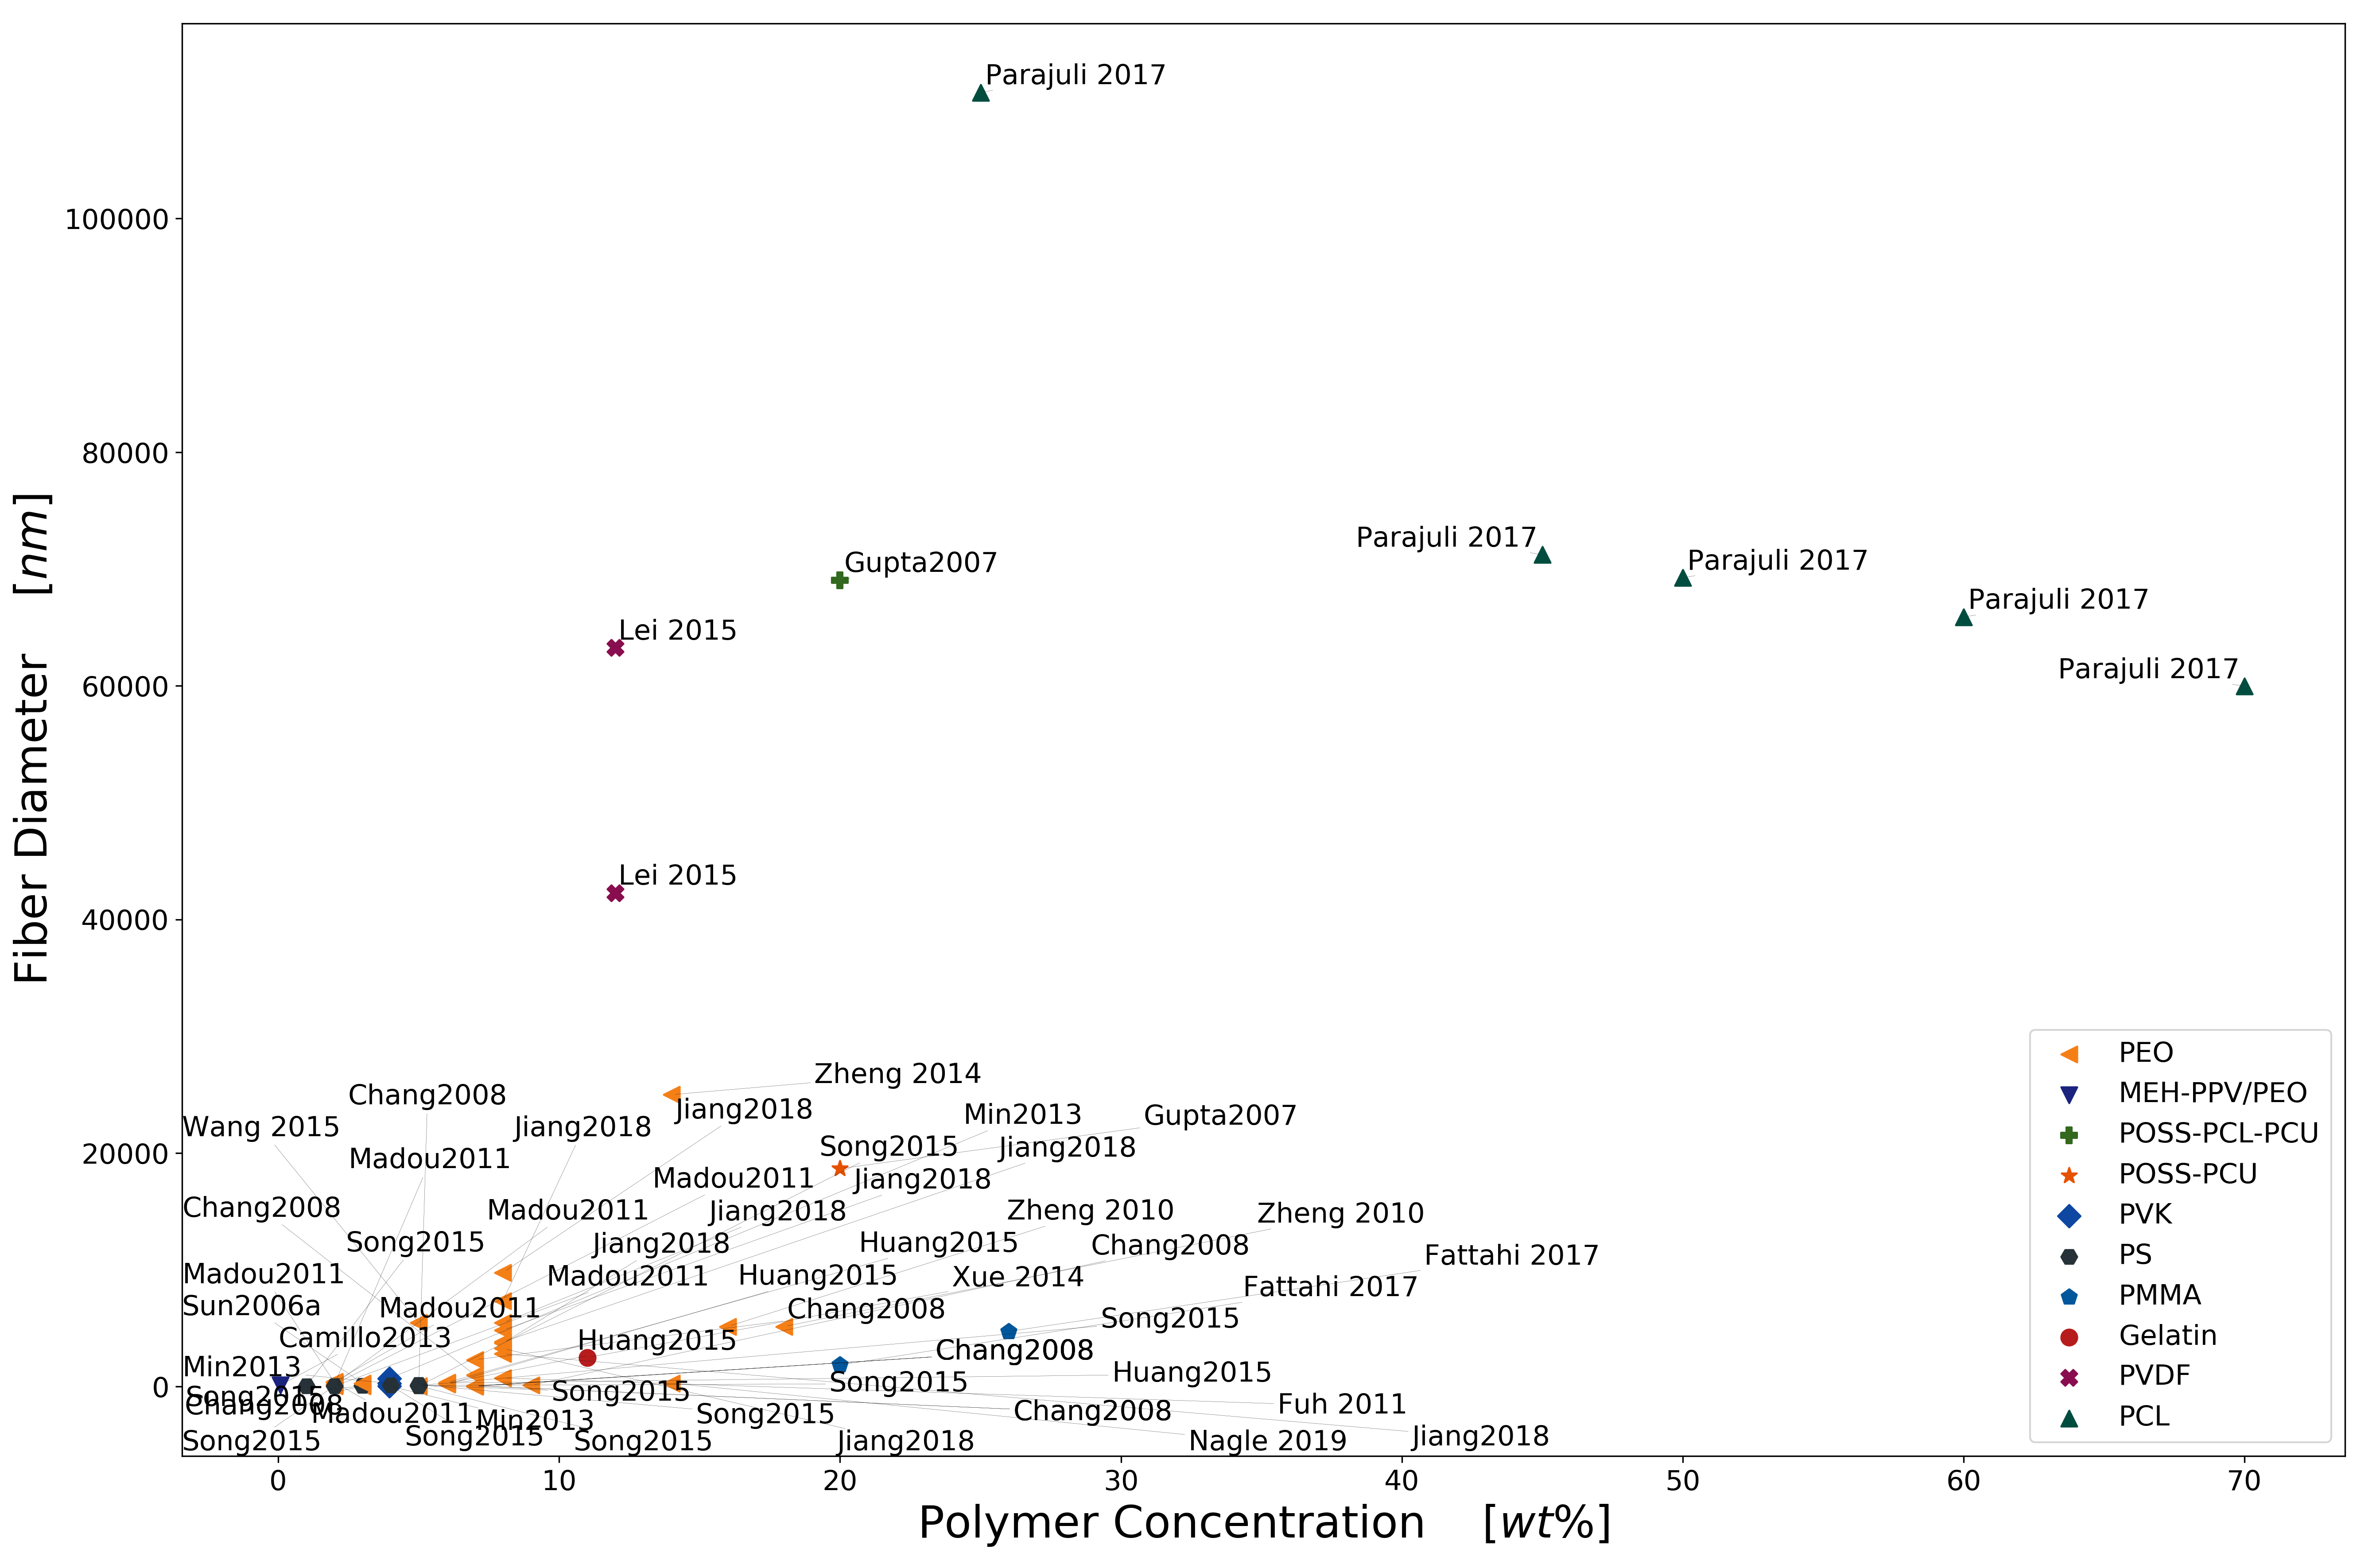 Parajuli 2017
100000
80000
Parajuli 2017
Parajuli 2017
Gupta2007
Parajuli 2017
Lei 2015
Parajuli 2017
60000
Fiber Diameter [nm]
Lei 2015
40000
Zheng 2014
Chang2008
Jiang2018
Min2013
Gupta2007
Wang 2015
Jiang2018
20000
Song2015
Jiang2018
Madou2011
Madou2011
Jiang2018
Chang2008
Madou2011
Jiang2018
Zheng 2010
Zheng 2010
Song2015
Jiang2018
Huang2015
Chang2008
Fattahi 2017
Madou2011
Madou2011
Huang2015
Xue 2014
Fattahi 2017
Sun2006a
Madou2011
Chang2008
Song2015
Camillo2013
Huang2015
Chang2008
Min2013
Huang2015
0
Song2015
Song2015
Song2015
Chang2008
Madou2011
Min2013
Song2015
Chang2008
Fuh 2011
Song2015
Song2015
Song2015
Jiang2018
Nagle 2019
Jiang2018
PEO
MEH-PPV/PEO
POSS-PCL-PCU
POSS-PCU
PVK
PS
PMMA
Gelatin
PVDF
PCL
0 10 20 30 40 50 60 70
Polymer Concentration [wt%]